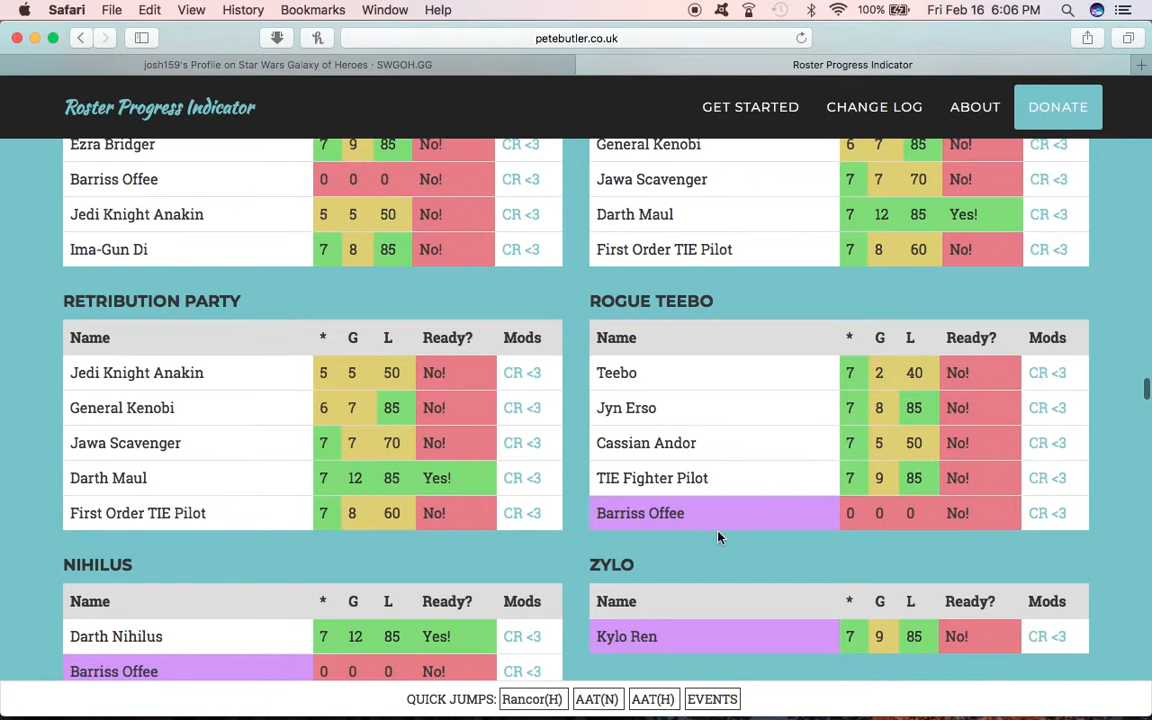 Safari File Edit View History Bookmarks Window Help 100% Fri Feb 16 6:06 PM
petebutler.co.uk
josh159's Profile on Star Wars Galaxy of Heroes · SWGOH.GG Roster Progress Indicator
Roster Progress Indicator GET STARTED CHANGE LOG ABOUT DONATE
Ezra Bridger 7 9 85 No! CR <3
Barriss Offee 0 0 0 No! CR <3
Jedi Knight Anakin 5 5 50 No! CR <3
Ima-Gun Di 7 8 85 No! CR <3
General Kenobi 6 7 85 No! CR <3
Jawa Scavenger 7 7 70 No! CR <3
Darth Maul 7 12 85 Yes! CR <3
First Order TIE Pilot 7 8 60 No! CR <3
RETRIBUTION PARTY
Name * G L Ready? Mods
Jedi Knight Anakin 5 5 50 No! CR <3
General Kenobi 6 7 85 No! CR <3
Jawa Scavenger 7 7 70 No! CR <3
Darth Maul 7 12 85 Yes! CR <3
First Order TIE Pilot 7 8 60 No! CR <3
ROGUE TEEBO
Name * G L Ready? Mods
Teebo 7 2 40 No! CR <3
Jyn Erso 7 8 85 No! CR <3
Cassian Andor 7 5 50 No! CR <3
TIE Fighter Pilot 7 9 85 No! CR <3
Barriss Offee 0 0 0 No! CR <3
NIHILUS
Name * G L Ready? Mods
Darth Nihilus 7 12 85 Yes! CR <3
Barriss Offee 0 0 0 No! CR <3
ZYLO
Name * G L Ready? Mods
Kylo Ren 7 9 85 No! CR <3
QUICK JUMPS: Rancor(H) AAT(N) AAT(H) EVENTS